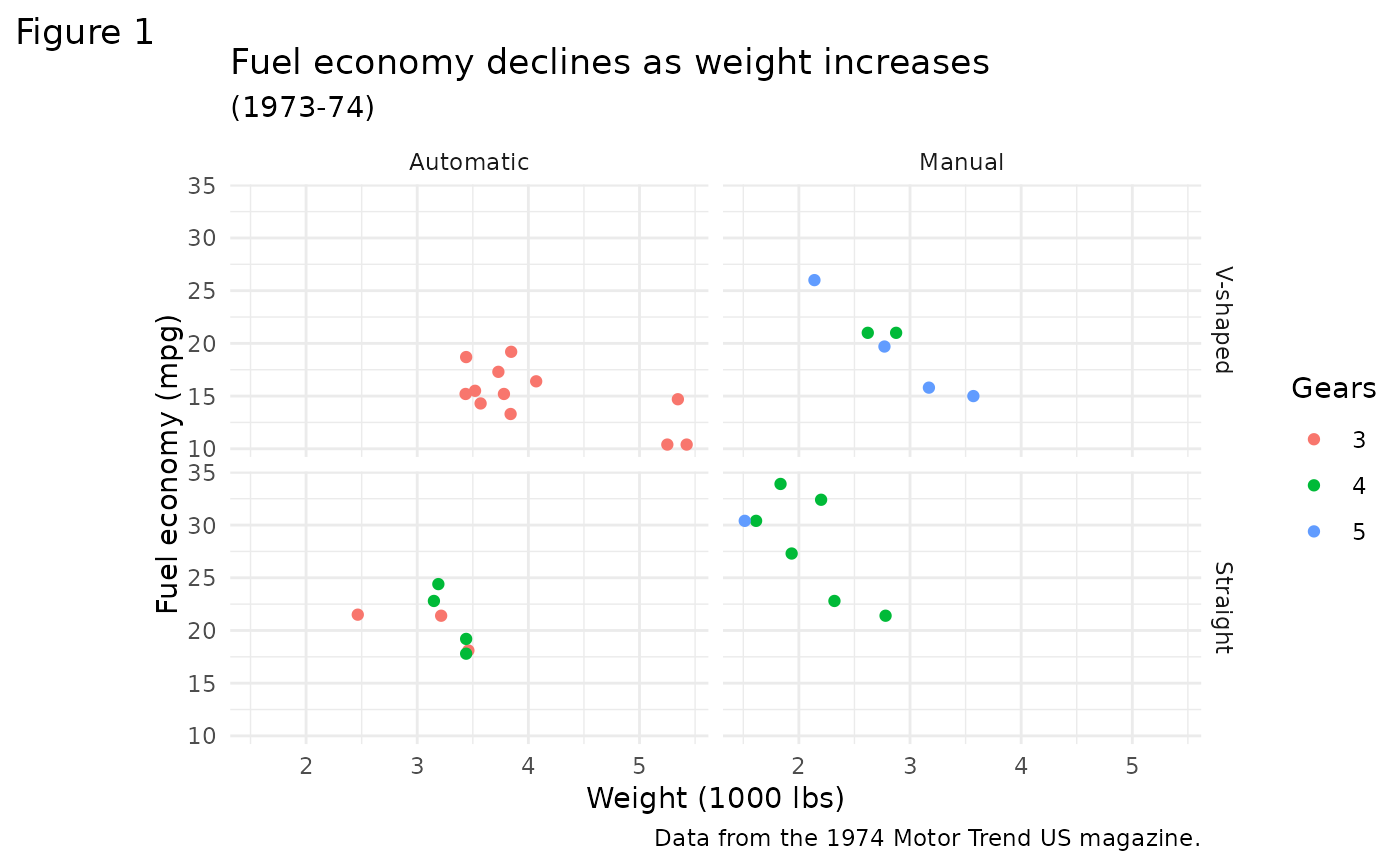 Figure 1
Fuel economy declines as weight increases
(1973-74)
Automatic
Manual
35
30
25
20
15
10
V-shaped
Fuel economy (mpg)
35
30
25
20
15
10
Straight
2 3 4 5
2 3 4 5
Weight (1000 lbs)
Gears
3
4
5
Data from the 1974 Motor Trend US magazine.